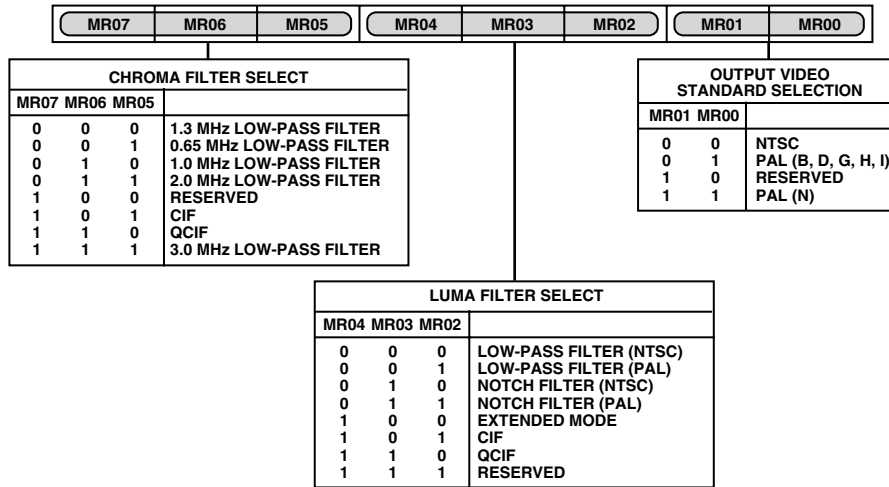 MR07 MR06 MR05 MR04 MR03 MR02 MR01 MR00
CHROMA FILTER SELECT
MR07 MR06 MR05
0 0 0 1.3 MHz LOW-PASS FILTER
0 0 1 0.65 MHz LOW-PASS FILTER
0 1 0 1.0 MHz LOW-PASS FILTER
0 1 1 2.0 MHz LOW-PASS FILTER
1 0 0 RESERVED
1 0 1 CIF
1 1 0 QCIF
1 1 1 3.0 MHz LOW-PASS FILTER
OUTPUT VIDEO
STANDARD SELECTION
MR01 MR00
0 0 NTSC
0 1 PAL (B, D, G, H, I)
1 0 RESERVED
1 1 PAL (N)
LUMA FILTER SELECT
MR04 MR03 MR02
0 0 0 LOW-PASS FILTER (NTSC)
0 0 1 LOW-PASS FILTER (PAL)
0 1 0 NOTCH FILTER (NTSC)
0 1 1 NOTCH FILTER (PAL)
1 0 0 EXTENDED MODE
1 0 1 CIF
1 1 0 QCIF
1 1 1 RESERVED